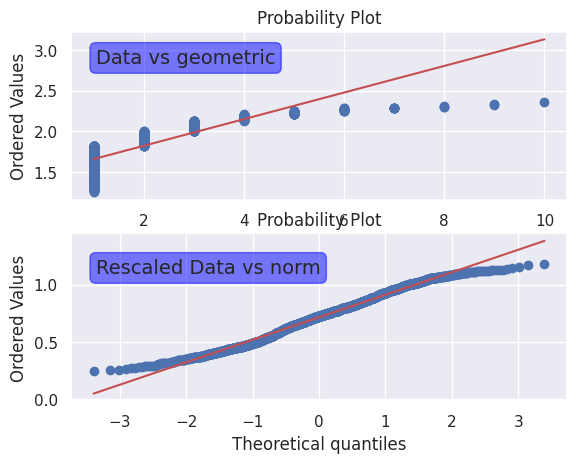 Probability Plot
Data vs geometric
Ordered Values
3.0
2.5
2.0
1.5
2 4 6 8 10
Probability Plot
Rescaled Data vs norm
Ordered Values
1.0
0.5
0.0
−3 −2 −1 0 1 2 3
Theoretical quantiles